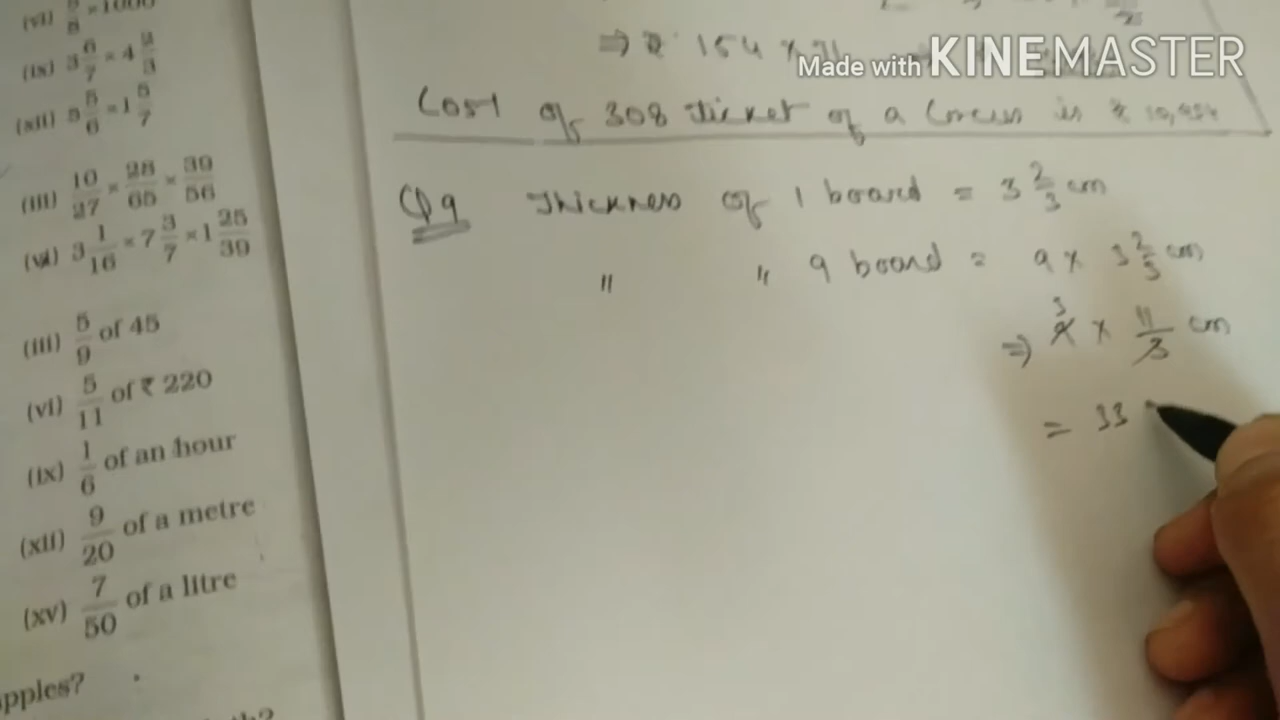 (vi) 5/8 × 1000
(ix) 3 6/7 × 4 2/3
(xii) 5/6 × 1 5/7
(iii) 10/27 × 28/65 × 39/56
(vi) 3 1/16 × 7 3/7 × 1 25/39
(iii) 5/9 of 45
(vi) 5/11 of ₹ 220
(ix) 1/6 of an hour
(xii) 9/20 of a metre
(xv) 7/50 of a litre
pples?
⇒ ₹ 154 × 71
Made with KINEMASTER
Cost of 308 Ticket of a Circus is ₹ 10,934
Q9 Thickness of 1 board = 3 2/3 cm
" " 9 board = 9 × 3 2/3 cm
⇒ 9 3 × 11/3 cm
= 33